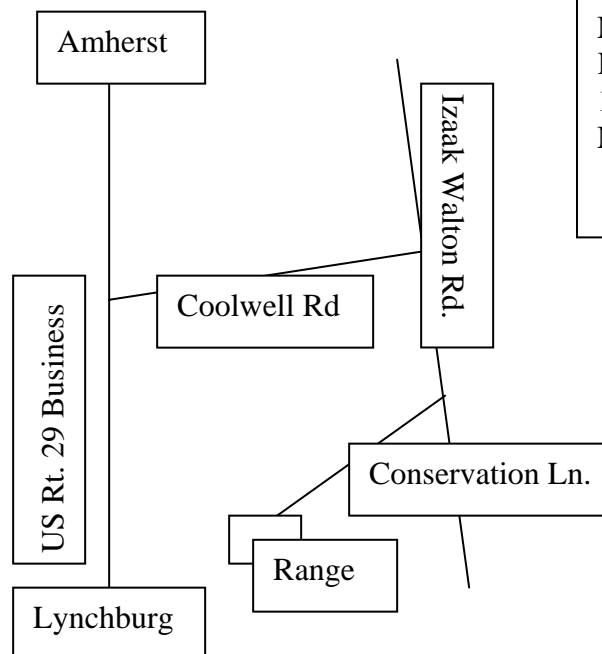 Amherst
Izaak Walton Rd.
Coolwell Rd
US Rt. 29 Business
Conservation Ln.
Range
Lynchburg